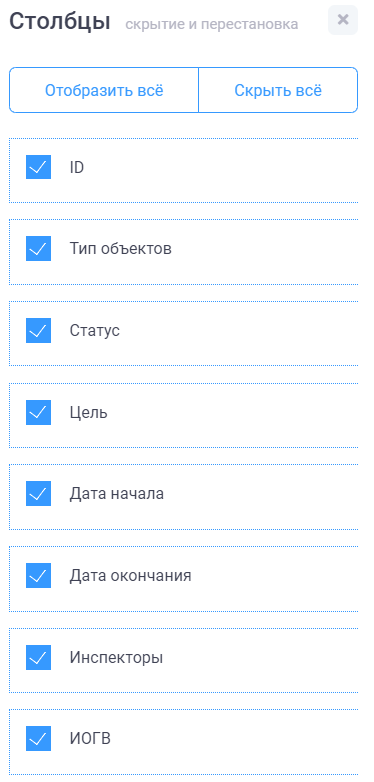 Столбцы скрытие и перестановка
Отобразить всё Скрыть всё
ID
Тип объектов
Статус
Цель
Дата начала
Дата окончания
Инспекторы
ИОГВ